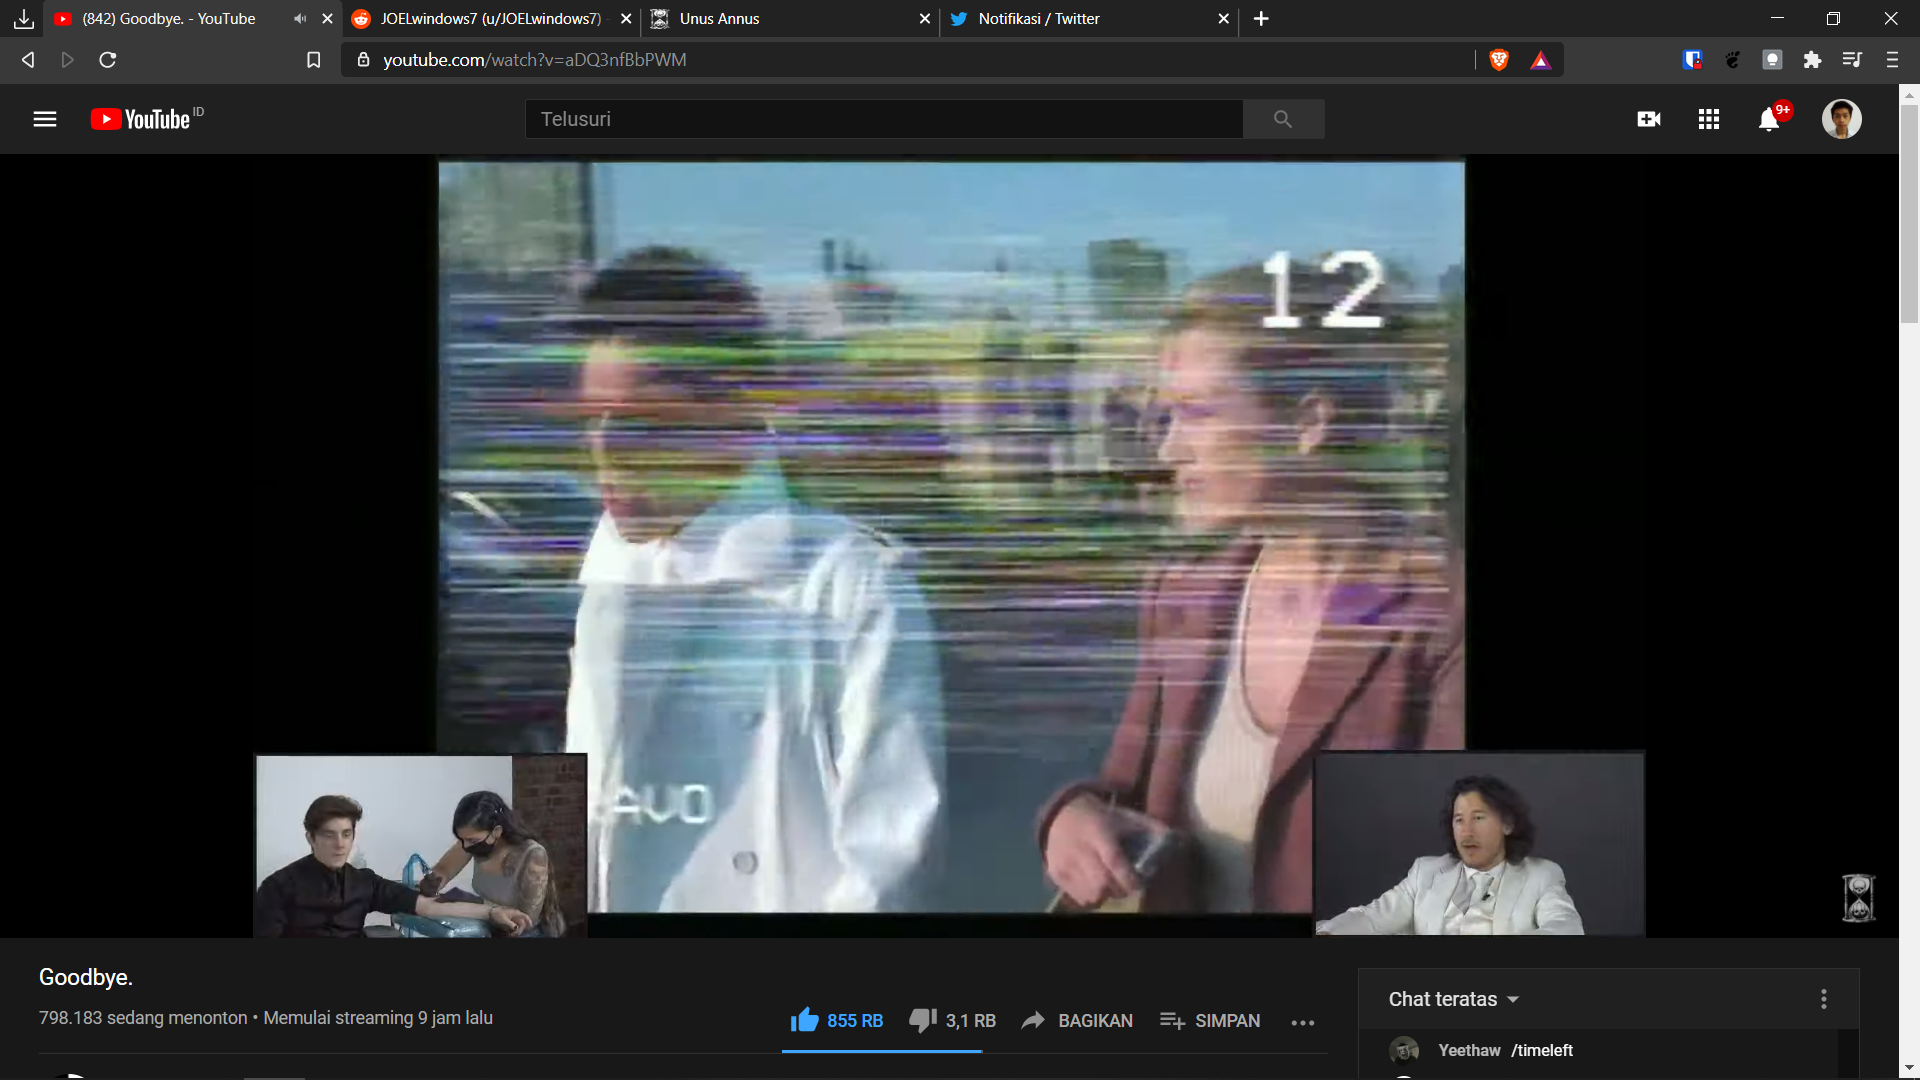 (842) Goodbye. - YouTube
JOELwindows7 (u/JOELwindows7) -
Unus Annus
Notifikasi / Twitter
youtube.com/watch?v=aDQ3nfBbPWM
YouTube ID
Telusuri
9+
12
AVO
Goodbye.
798.183 sedang menonton • Memulai streaming 9 jam lalu
855 RB
3,1 RB
BAGIKAN
SIMPAN
Chat teratas
Yeethaw /timeleft